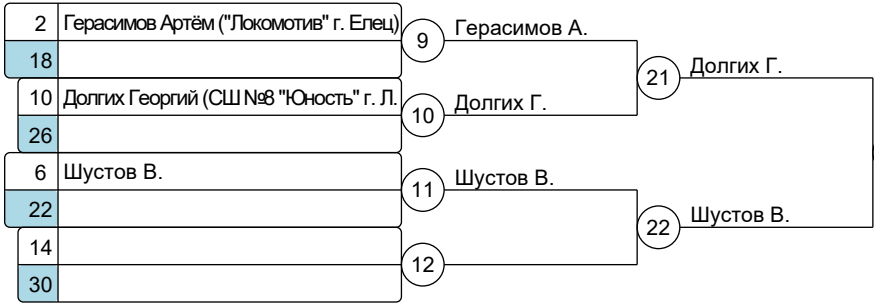 2 Герасимов Артём ("Локомотив" г. Елец)
18
9 Герасимов А.
10 Долгих Георгий (СШ №8 "Юность" г. Л.
26
10 Долгих Г.
21 Долгих Г.
6 Шустов В.
22
11 Шустов В.
14
30
12
22 Шустов В.